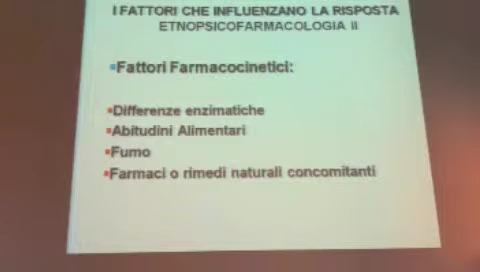 I FATTORI CHE INFLUENZANO LA RISPOSTA
ETNOPSICOFARMACOLOGIA II
Fattori Farmacocinetici:
Differenze enzimatiche
Abitudini Alimentari
Fumo
Farmaci o rimedi naturali concomitanti